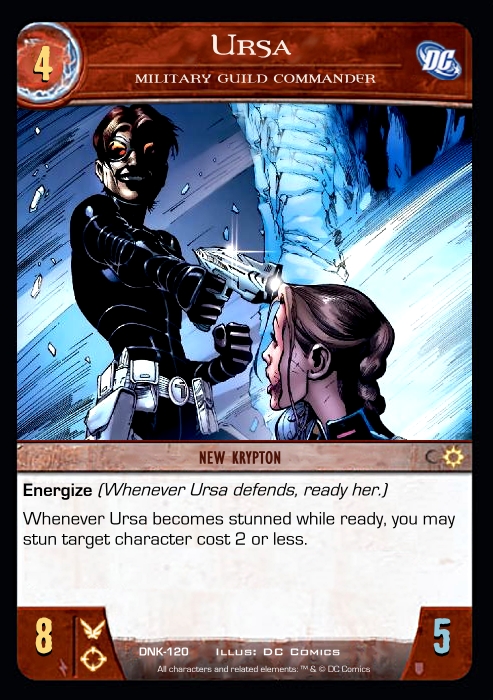 4
URSA
DC
MILITARY GUILD COMMANDER
NEW KRYPTON
Energize (Whenever Ursa defends, ready her.)
Whenever Ursa becomes stunned while ready, you may
stun target character cost 2 or less.
8
5
DNK-120 ILLUS: DC COMICS
All characters and related elements: ™ & © DC Comics